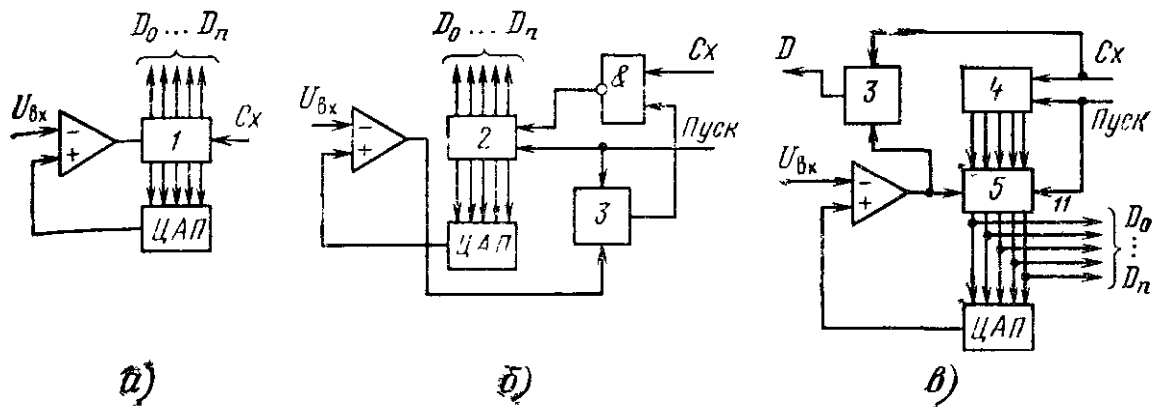 D₀ ... Dₙ
Uвх
-
+
1
Cx
ЦАП
а)
D₀ ... Dₙ
Uвх
-
+
2
&
Cx
Пуск
3
ЦАП
б)
D
3
Cx
4
Пуск
Uвх
-
+
5
11
D₀
⋮
Dₙ
ЦАП
в)